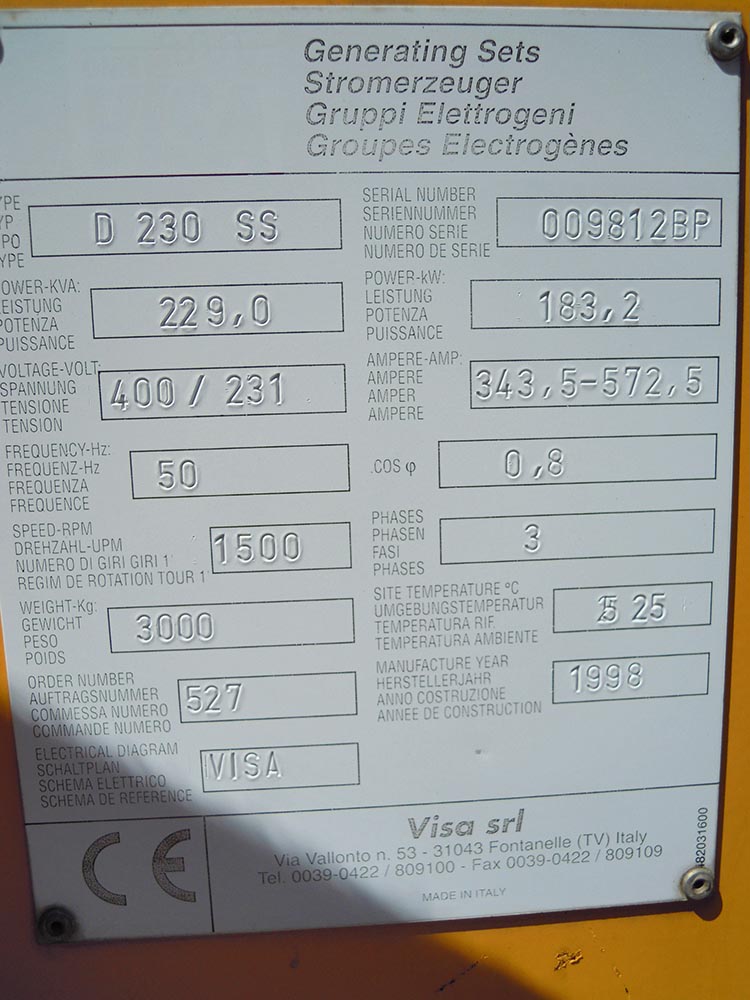 Generating Sets
Stromerzeuger
Gruppi Elettrogeni
Groupes Electrogènes
YPE
YP
PO
YPE
D 230 SS
SERIAL NUMBER
SERIENNUMMER
NUMERO SERIE
NUMERO DE SERIE
009812BP
OWER-KVA:
EISTUNG
POTENZA
PUISSANCE
229,0
POWER-kW:
LEISTUNG
POTENZA
PUISSANCE
183,2
VOLTAGE-VOLT
SPANNUNG
TENSIONE
TENSION
400 / 231
AMPERE-AMP:
AMPERE
AMPER
AMPERE
343,5-572,5
FREQUENCY-Hz:
FREQUENZ-Hz
FREQUENZA
FREQUENCE
50
.COS φ
0,8
SPEED-RPM
DREHZAHL-UPM
NUMERO DI GIRI GIRI 1'
REGIM DE ROTATION TOUR 1'
1500
PHASES
PHASEN
FASI
PHASES
3
WEIGHT-Kg:
GEWICHT
PESO
POIDS
3000
SITE TEMPERATURE °C
UMGEBUNGSTEMPERATUR
TEMPERATURA RIF.
TEMPERATURA AMBIENTE
25
ORDER NUMBER
AUFTRAGSNUMMER
COMMESSA NUMERO
COMMANDE NUMERO
527
MANUFACTURE YEAR
HERSTELLERJAHR
ANNO COSTRUZIONE
ANNEE DE CONSTRUCTION
1998
ELECTRICAL DIAGRAM
SCHALTPLAN
SCHEMA ELETTRICO
SCHEMA DE REFERENCE
VISA
CE
Visa srl
Via Vallonto n. 53 - 31043 Fontanelle (TV) Italy
Tel. 0039-0422 / 809100 - Fax 0039-0422 / 809109
MADE IN ITALY
482031600